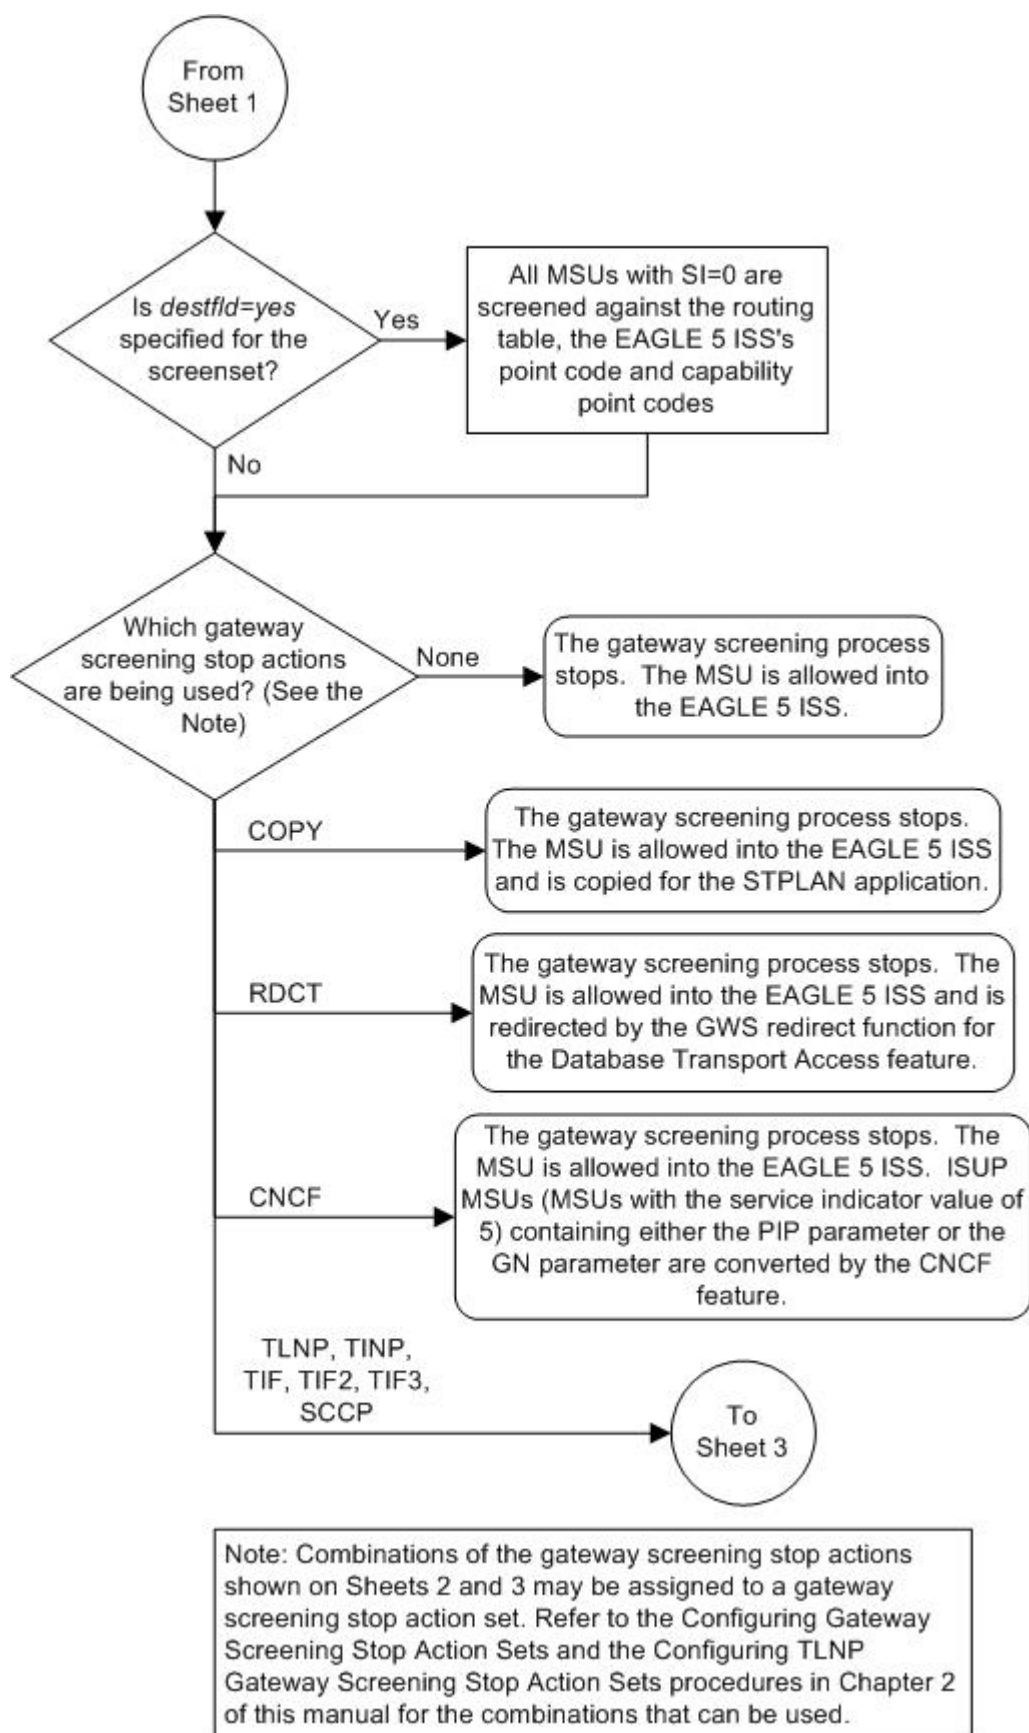 From
Sheet 1
Is destfld=yes
specified for the
screenset?
Yes
All MSUs with SI=0 are
screened against the routing
table, the EAGLE 5 ISS's
point code and capability
point codes
No
Which gateway
screening stop actions
are being used? (See the
Note)
None
The gateway screening process
stops.  The MSU is allowed into
the EAGLE 5 ISS.
COPY
The gateway screening process stops.
The MSU is allowed into the EAGLE 5 ISS
and is copied for the STPLAN application.
RDCT
The gateway screening process stops.  The
MSU is allowed into the EAGLE 5 ISS and is
redirected by the GWS redirect function for
the Database Transport Access feature.
CNCF
The gateway screening process stops.  The
MSU is allowed into the EAGLE 5 ISS.  ISUP
MSUs (MSUs with the service indicator value of
5) containing either the PIP parameter or the
GN parameter are converted by the CNCF
feature.
TLNP, TINP,
TIF, TIF2, TIF3,
SCCP
To
Sheet 3
Note: Combinations of the gateway screening stop actions
shown on Sheets 2 and 3 may be assigned to a gateway
screening stop action set. Refer to the Configuring Gateway
Screening Stop Action Sets and the Configuring TLNP
Gateway Screening Stop Action Sets procedures in Chapter 2
of this manual for the combinations that can be used.